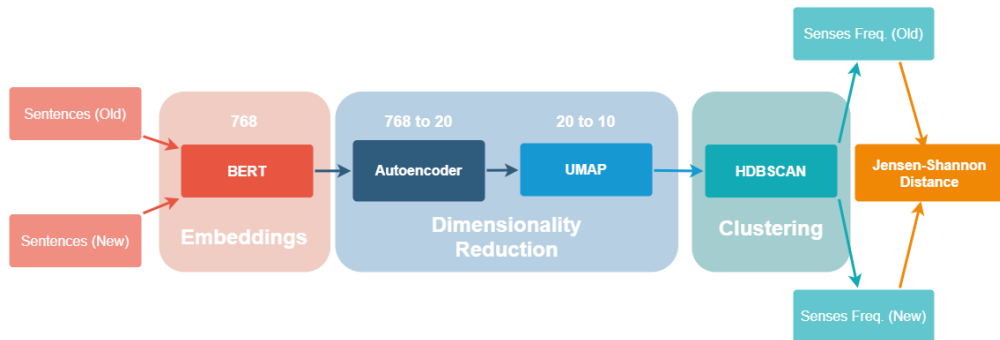 Senses Freq. (Old)
Sentences (Old)
768
768 to 20
20 to 10
BERT
Autoencoder
UMAP
HDBSCAN
Jensen-Shannon
Distance
Sentences (New)
Embeddings
Dimensionality
Reduction
Clustering
Senses Freq. (New)